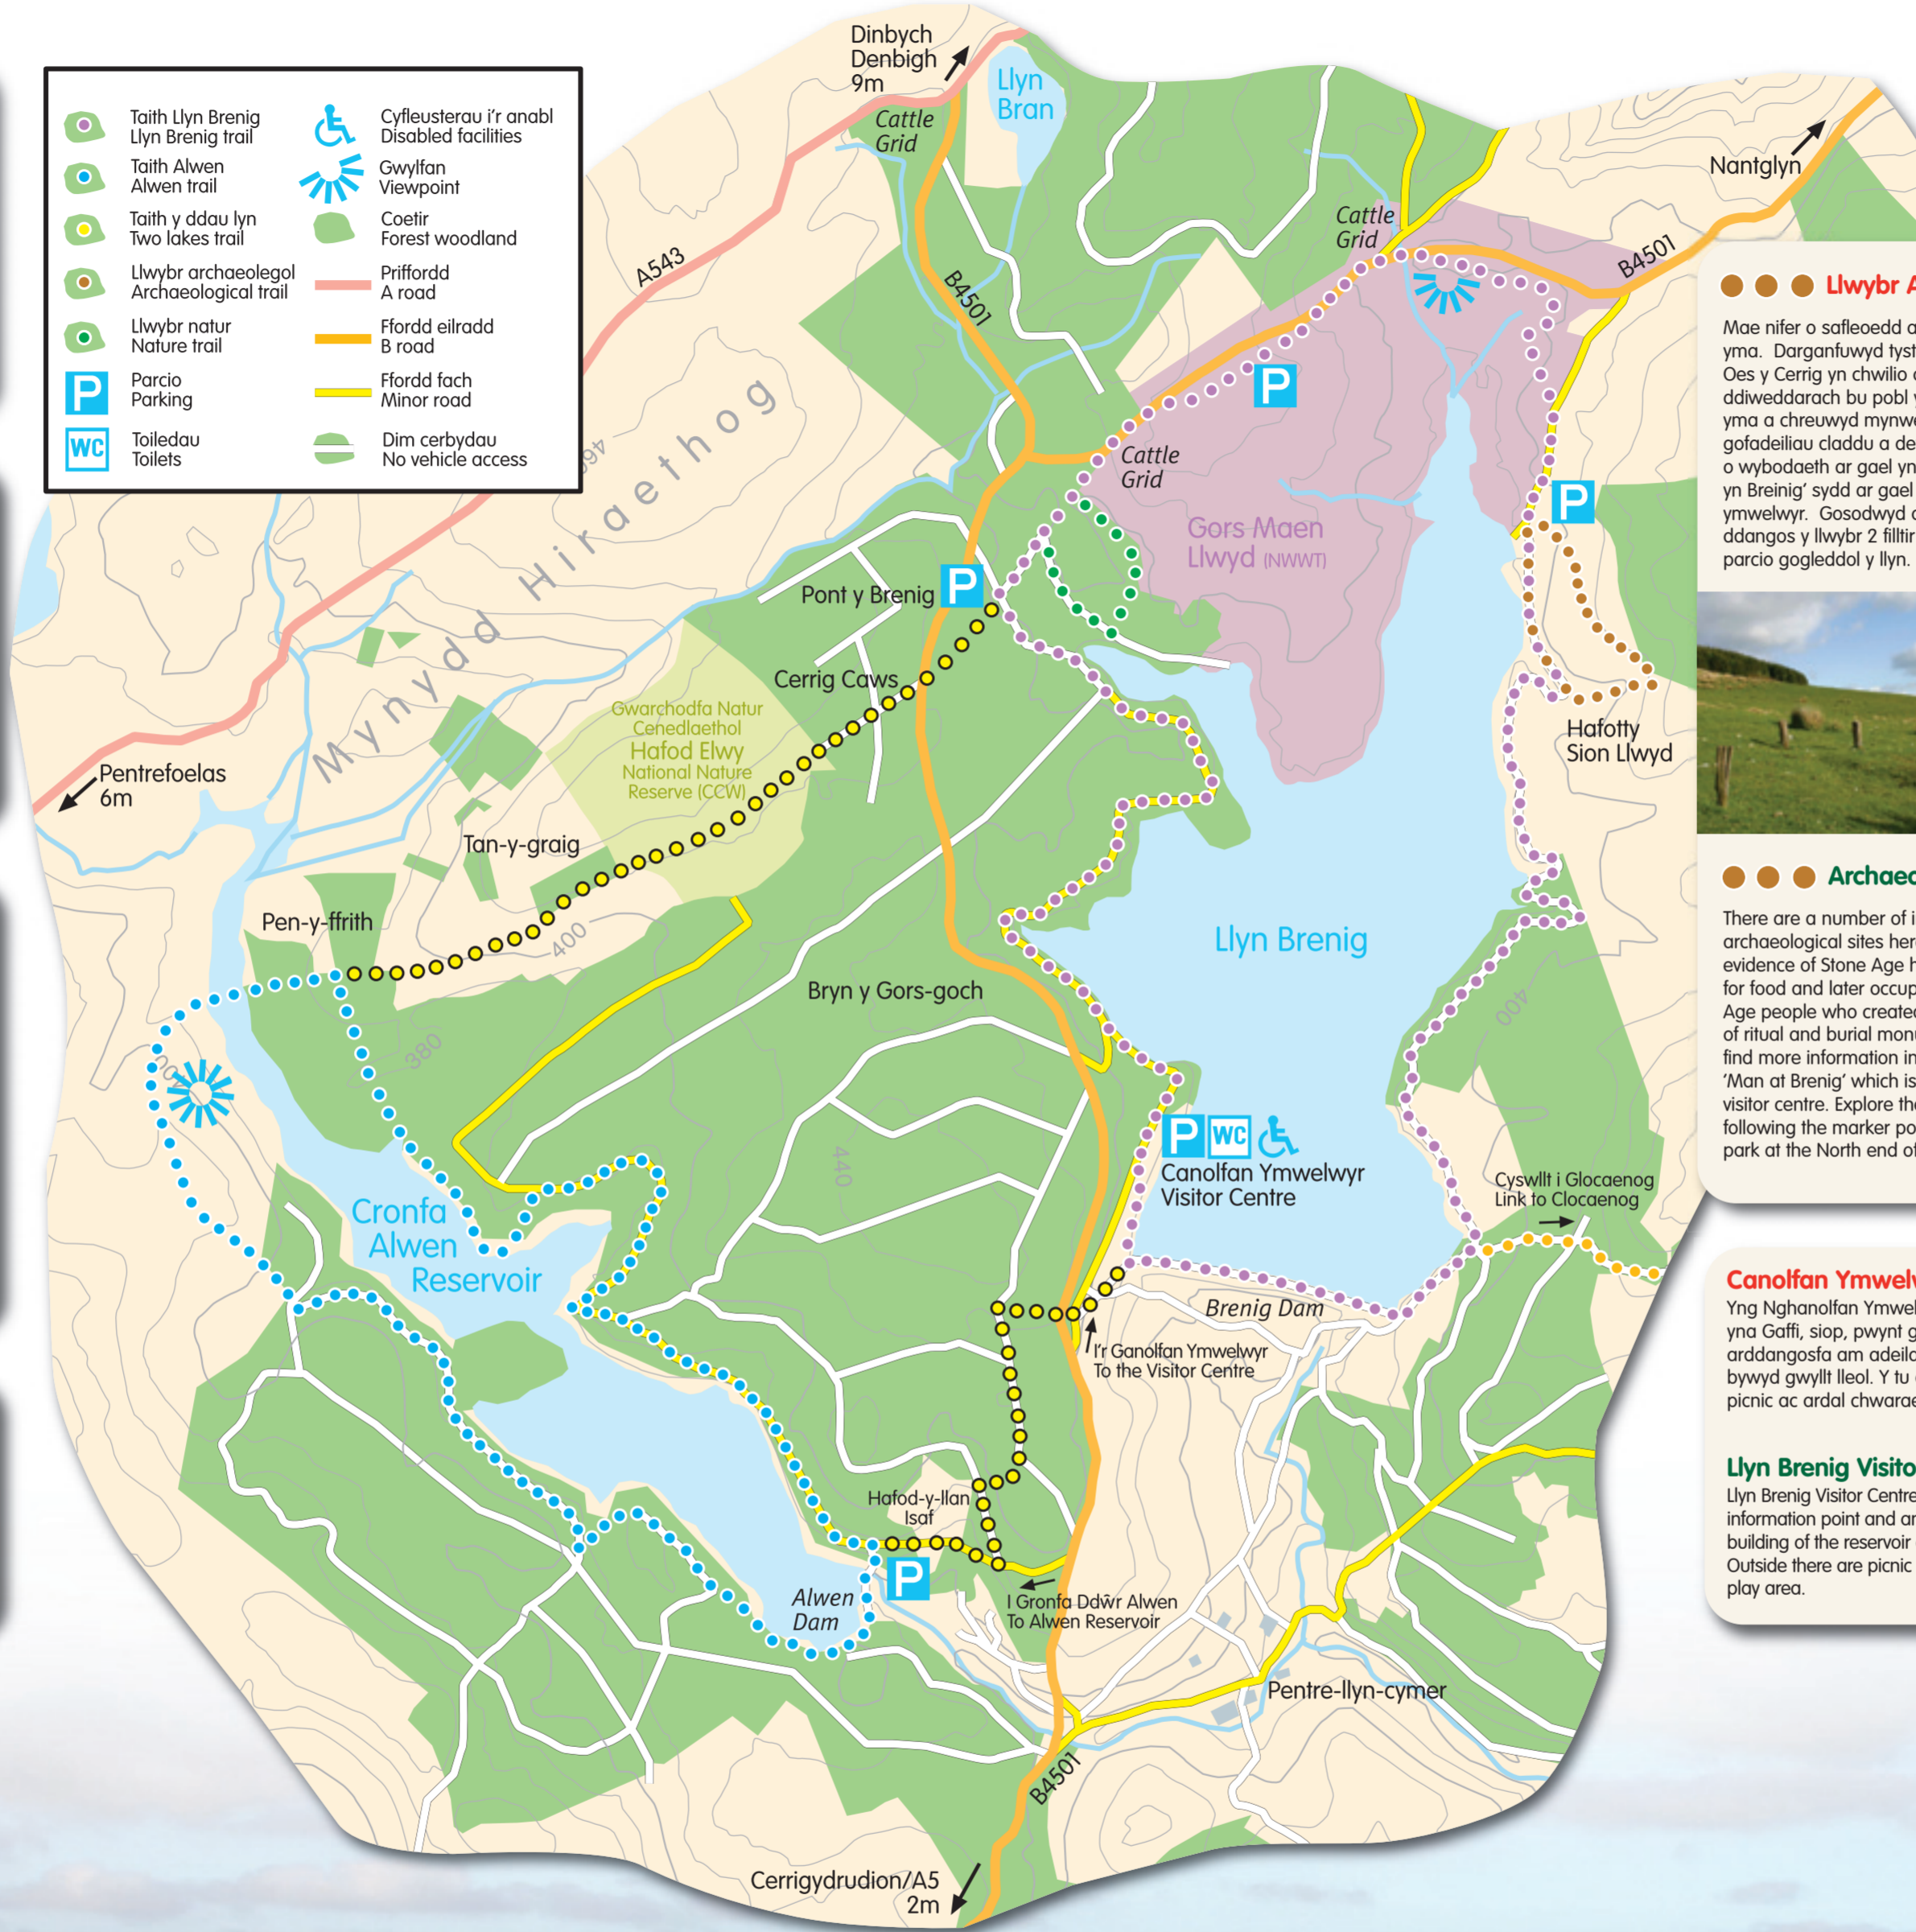 Taith Llyn Brenig
Llyn Brenig trail
Taith Alwen
Alwen trail
Taith y ddau lyn
Two lakes trail
Llwybr archaeolegol
Archaeological trail
Llwybr natur
Nature trail
P
Parcio
Parking
WC
Toiledau
Toilets
Cyfleusterau i'r anabl
Disabled facilities
Gwylfan
Viewpoint
Coetir
Forest woodland
Priffordd
A road
Ffordd eilradd
B road
Ffordd fach
Minor road
Dim cerbydau
No vehicle access
Dinbych
Denbigh
9m
Llyn
Bran
Cattle
Grid
A543
B4501
Cattle
Grid
Nantglyn
B4501
P
Cattle
Grid
P
Mynydd Hiraethog
Gors Maen
Llwyd (NWWT)
Pont y Brenig
P
Cerrig Caws
Gwarchodfa Natur
Cenedlaethol
Hafod Elwy
National Nature
Reserve (CCW)
Hafotty
Sion Llwyd
Pentrefoelas
6m
Tan-y-graig
Pen-y-ffrith
400
Llyn Brenig
Bryn y Gors-goch
400
380
440
P WC
Canolfan Ymwelwyr
Visitor Centre
Cyswllt i Glocaenog
Link to Clocaenog
Cronfa
Alwen
Reservoir
Brenig Dam
I'r Ganolfan Ymwelwyr
To the Visitor Centre
Hafod-y-llan
Isaf
P
Alwen
Dam
I Gronfa Ddŵr Alwen
To Alwen Reservoir
Pentre-llyn-cymer
B4501
Cerrigydrudion/A5
2m
Llwybr A
Mae nifer o safleoedd a
yma. Darganfuwyd tyst
Oes y Cerrig yn chwilio
ddiweddarach bu pobl y
yma a chreuwyd mynwe
gofadeiliau claddu a de
o wybodaeth ar gael yn
yn Breinig' sydd ar gael
ymwelwyr. Gosodwyd
ddangos y llwybr 2 filltir
parcio gogleddol y llyn.
Archaeo
There are a number of i
archaeological sites here
evidence of Stone Age h
for food and later occup
Age people who created
of ritual and burial monu
find more information in
'Man at Brenig' which is
visitor centre. Explore the
following the marker po
park at the North end of
Canolfan Ymwelw
Yng Nghanolfan Ymwel
yna Gaffi, siop, pwynt g
arddangosfa am adeila
bywyd gwyllt lleol. Y tu
picnic ac ardal chwarae
Llyn Brenig Visito
Llyn Brenig Visitor Centre
information point and an
building of the reservoir
Outside there are picnic
play area.